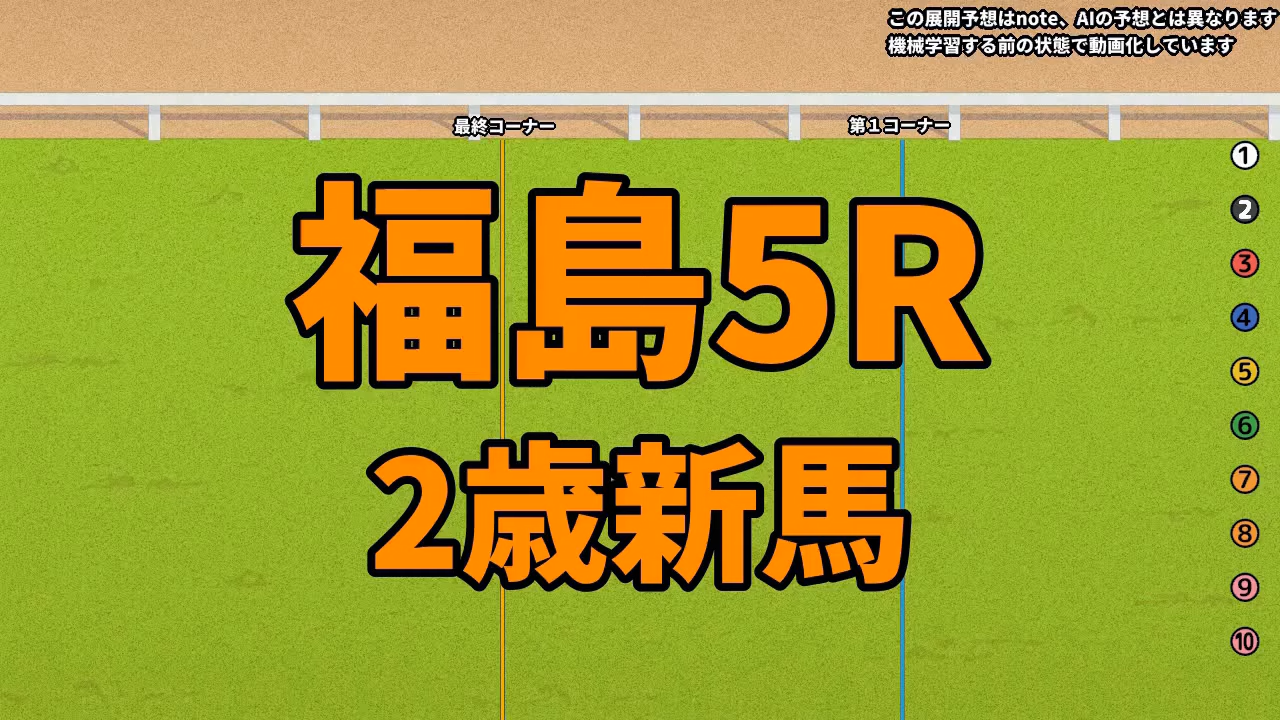 この展開予想はnote、AIの予想とは異なります
機械学習する前の状態で動画化しています
最終コーナー
第１コーナー
福島5R
2歳新馬
①
②
③
④
⑤
⑥
⑦
⑧
⑨
⑩